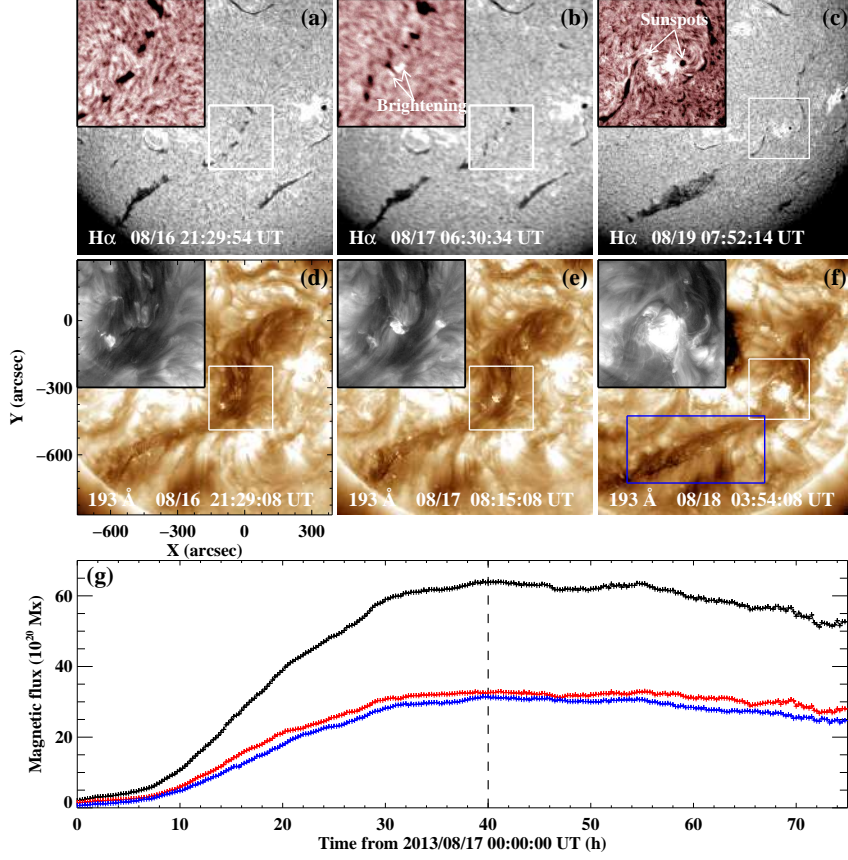 (a)
Hα 08/16 21:29:54 UT
(b)
Brightening
Hα 08/17 06:30:34 UT
(c)
Sunspots
Hα 08/19 07:52:14 UT
(d)
193 Å 08/16 21:29:08 UT
(e)
193 Å 08/17 08:15:08 UT
(f)
193 Å 08/18 03:54:08 UT
Y (arcsec)
0
−300
−600
−600 −300 0 300
X (arcsec)
(g)
Magnetic flux (10²⁰ Mx)
60
40
20
0
0 10 20 30 40 50 60 70
Time from 2013/08/17 00:00:00 UT (h)